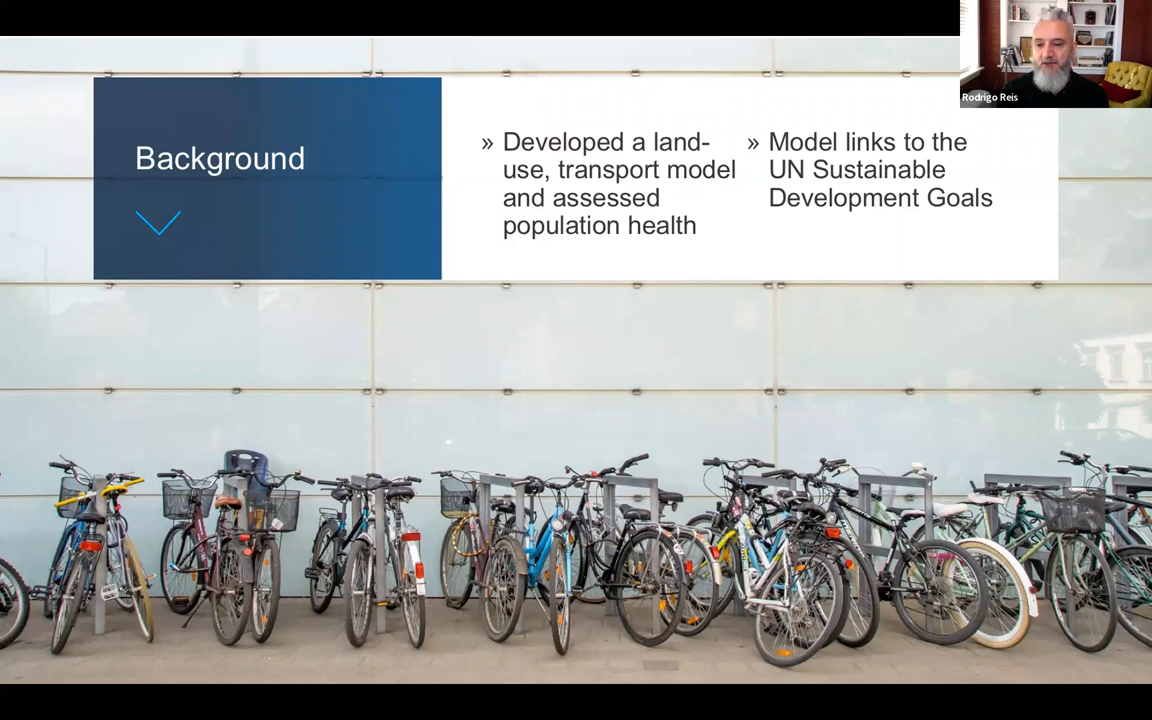 Rodrigo Reis
Background
» Developed a land-
use, transport model
and assessed
population health
» Model links to the
UN Sustainable
Development Goals